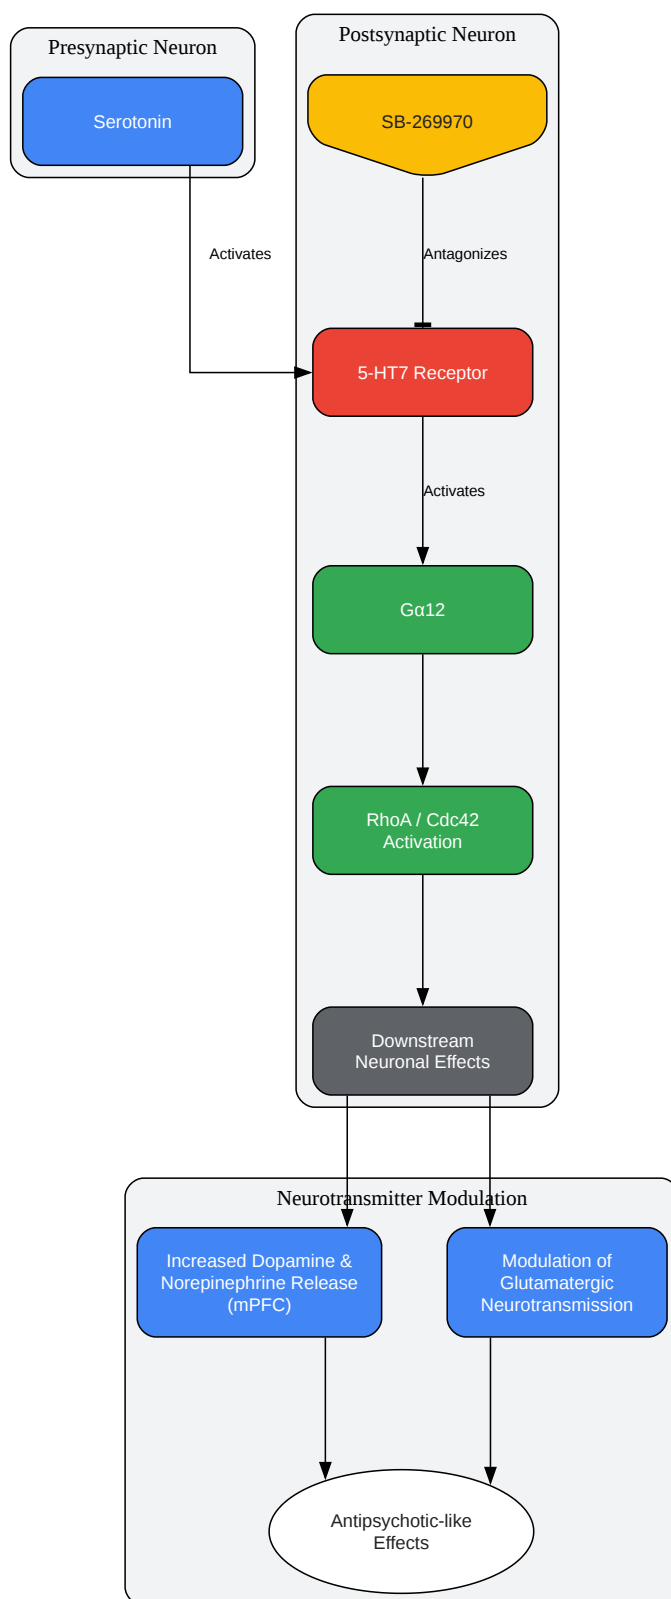 Presynaptic Neuron
Serotonin
Postsynaptic Neuron
SB-269970
Activates
Antagonizes
5-HT7 Receptor
Activates
Gα12
RhoA / Cdc42
Activation
Downstream
Neuronal Effects
Neurotransmitter Modulation
Increased Dopamine &
Norepinephrine Release
(mPFC)
Modulation of
Glutamatergic
Neurotransmission
Antipsychotic-like
Effects